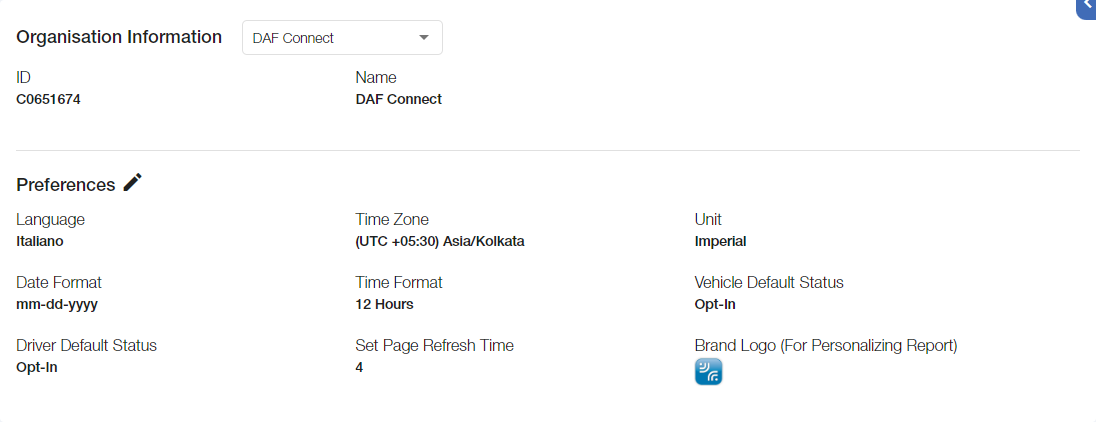 Organisation Information DAF Connect
ID Name
C0651674 DAF Connect
Preferences
Language Time Zone Unit
Italiano (UTC +05:30) Asia/Kolkata Imperial
Date Format Time Format Vehicle Default Status
mm-dd-yyyy 12 Hours Opt-In
Driver Default Status Set Page Refresh Time Brand Logo (For Personalizing Report)
Opt-In 4